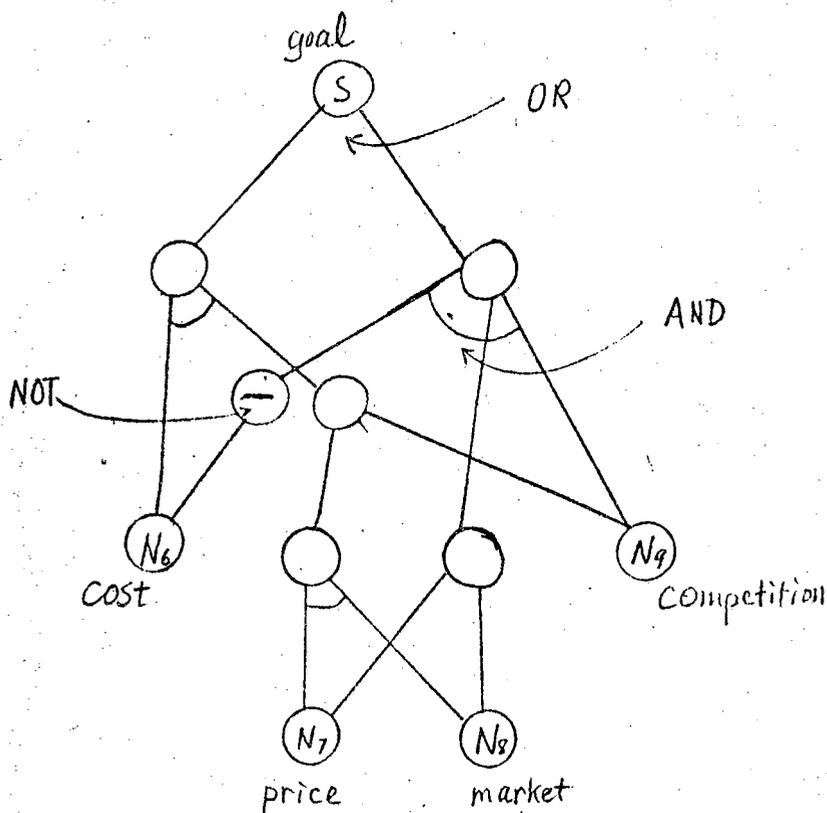 goal
S
OR
AND
NOT
−
N6
cost
N9
competition
N7
N8
price
market